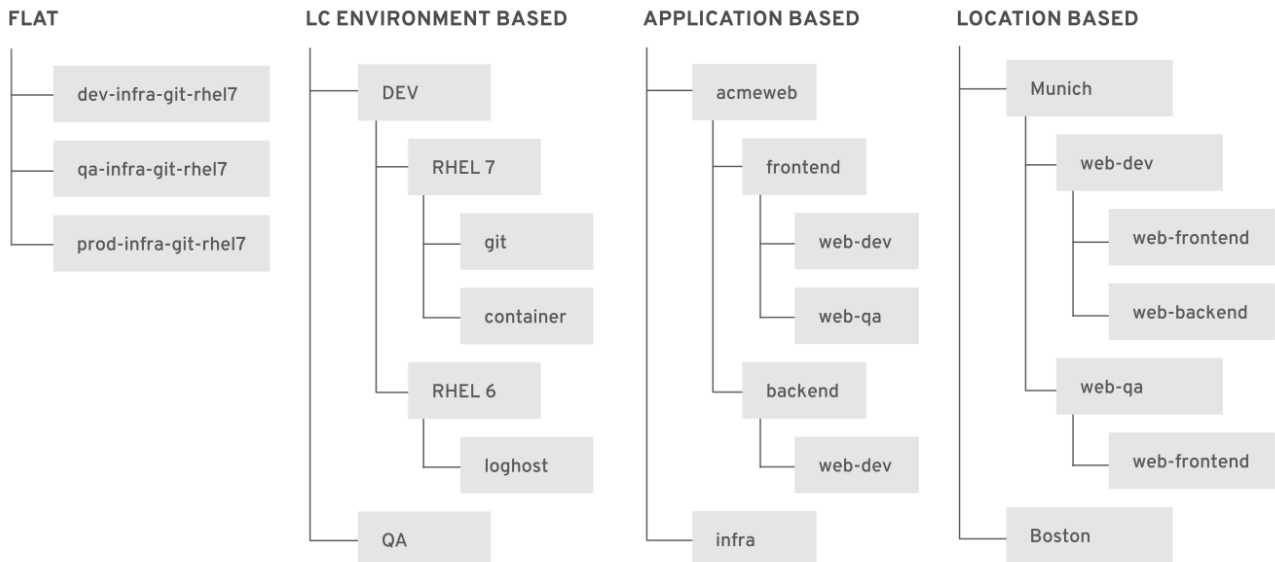 FLAT
dev-infra-git-rhel7
qa-infra-git-rhel7
prod-infra-git-rhel7
LC ENVIRONMENT BASED
DEV
RHEL 7
git
container
RHEL 6
loghost
QA
APPLICATION BASED
acmeweb
frontend
web-dev
web-qa
backend
web-dev
infra
LOCATION BASED
Munich
web-dev
web-frontend
web-backend
web-qa
web-frontend
Boston